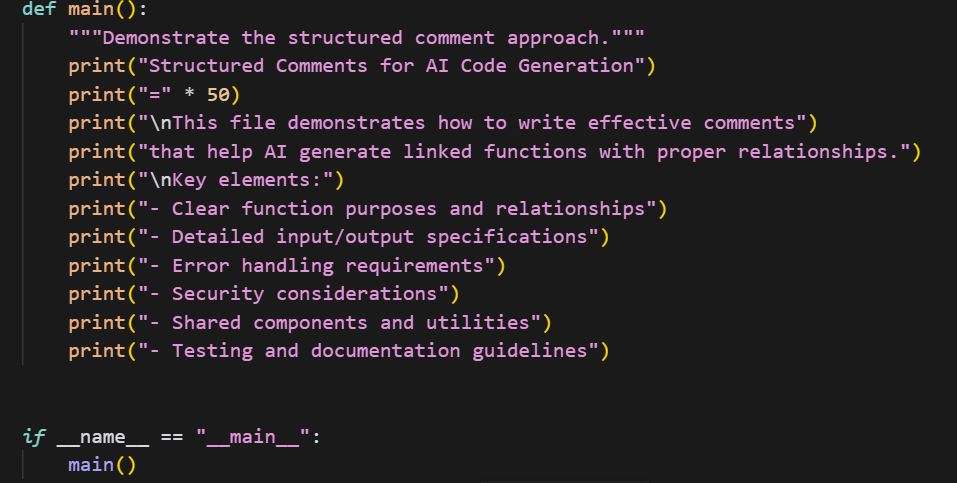 def main():
    """Demonstrate the structured comment approach."""
    print("Structured Comments for AI Code Generation")
    print("=" * 50)
    print("\nThis file demonstrates how to write effective comments")
    print("that help AI generate linked functions with proper relationships.")
    print("\nKey elements:")
    print("- Clear function purposes and relationships")
    print("- Detailed input/output specifications")
    print("- Error handling requirements")
    print("- Security considerations")
    print("- Shared components and utilities")
    print("- Testing and documentation guidelines")
if __name__ == "__main__":
    main()